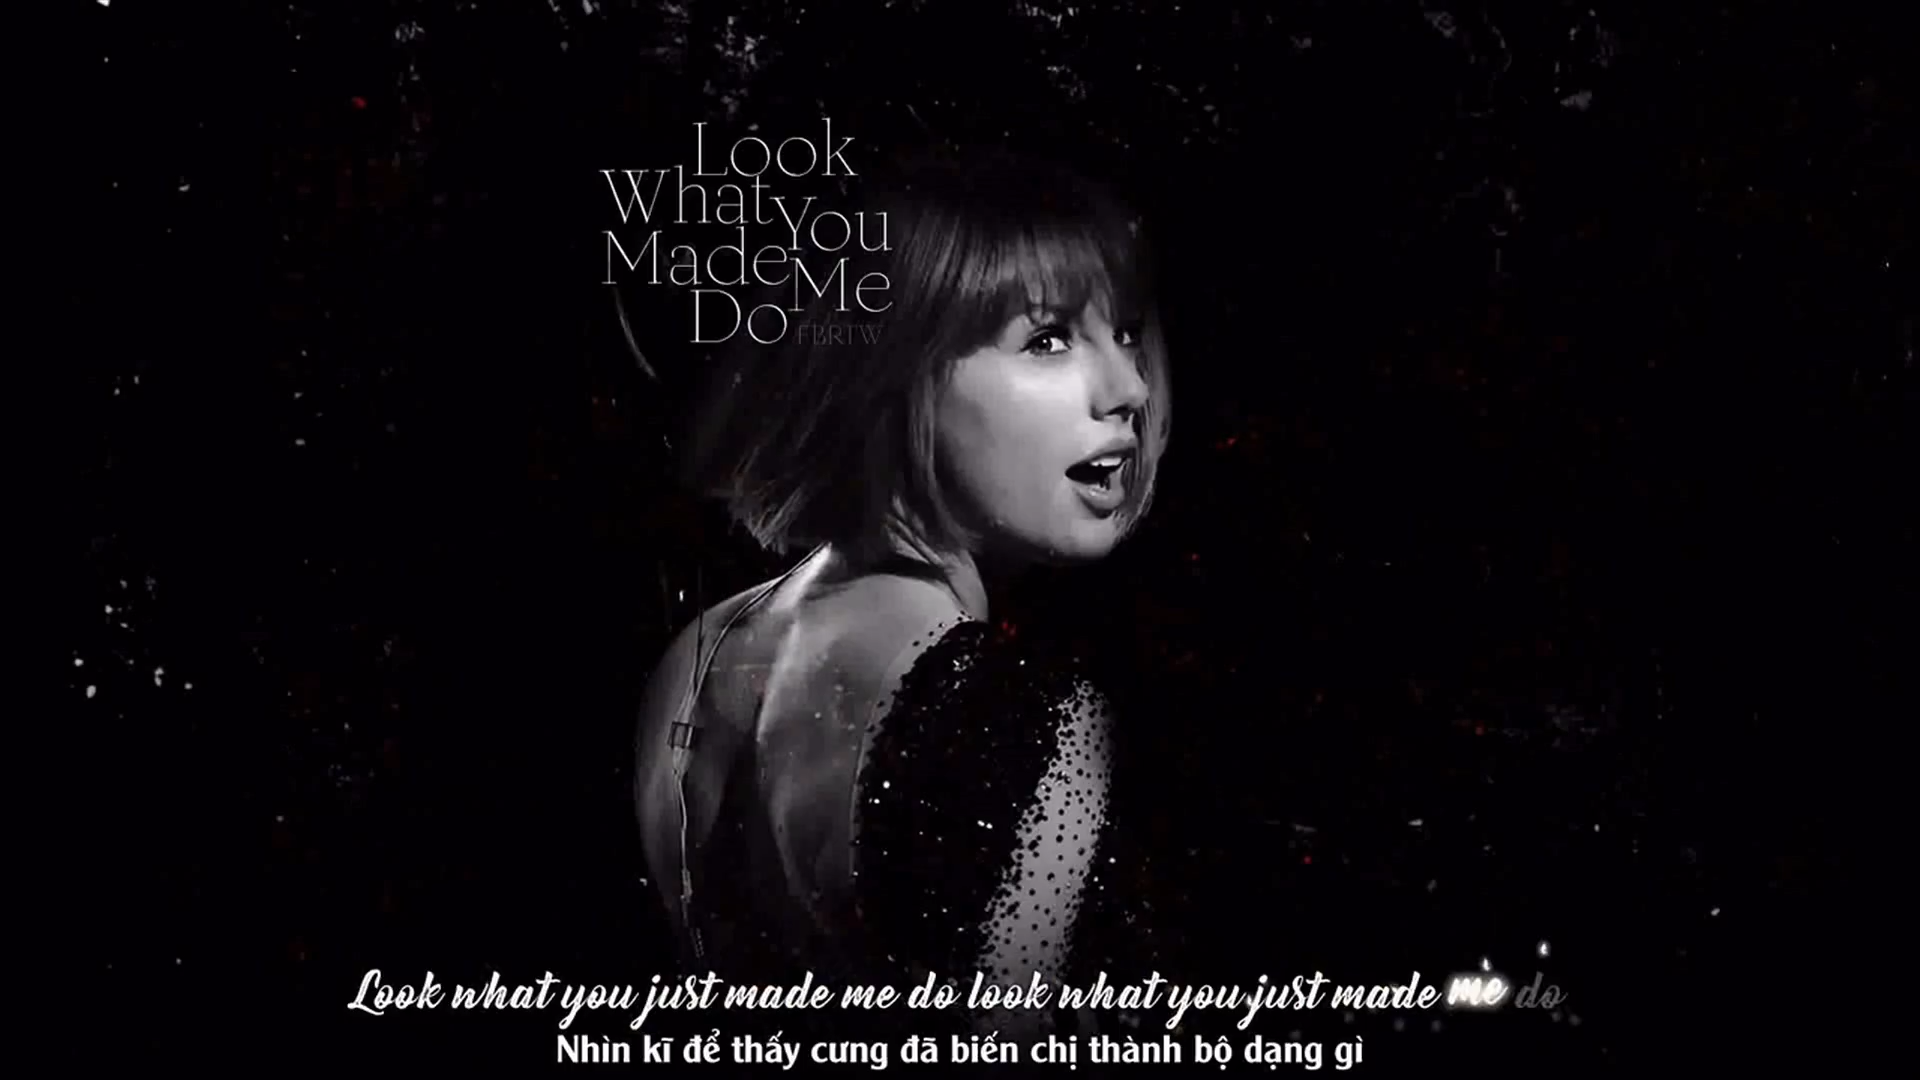 Look
What You
Made Me
Do
FBRTW
Look what you just made me do look what you just made me do
Nhìn kĩ để thấy cưng đã biến chị thành bộ dạng gì